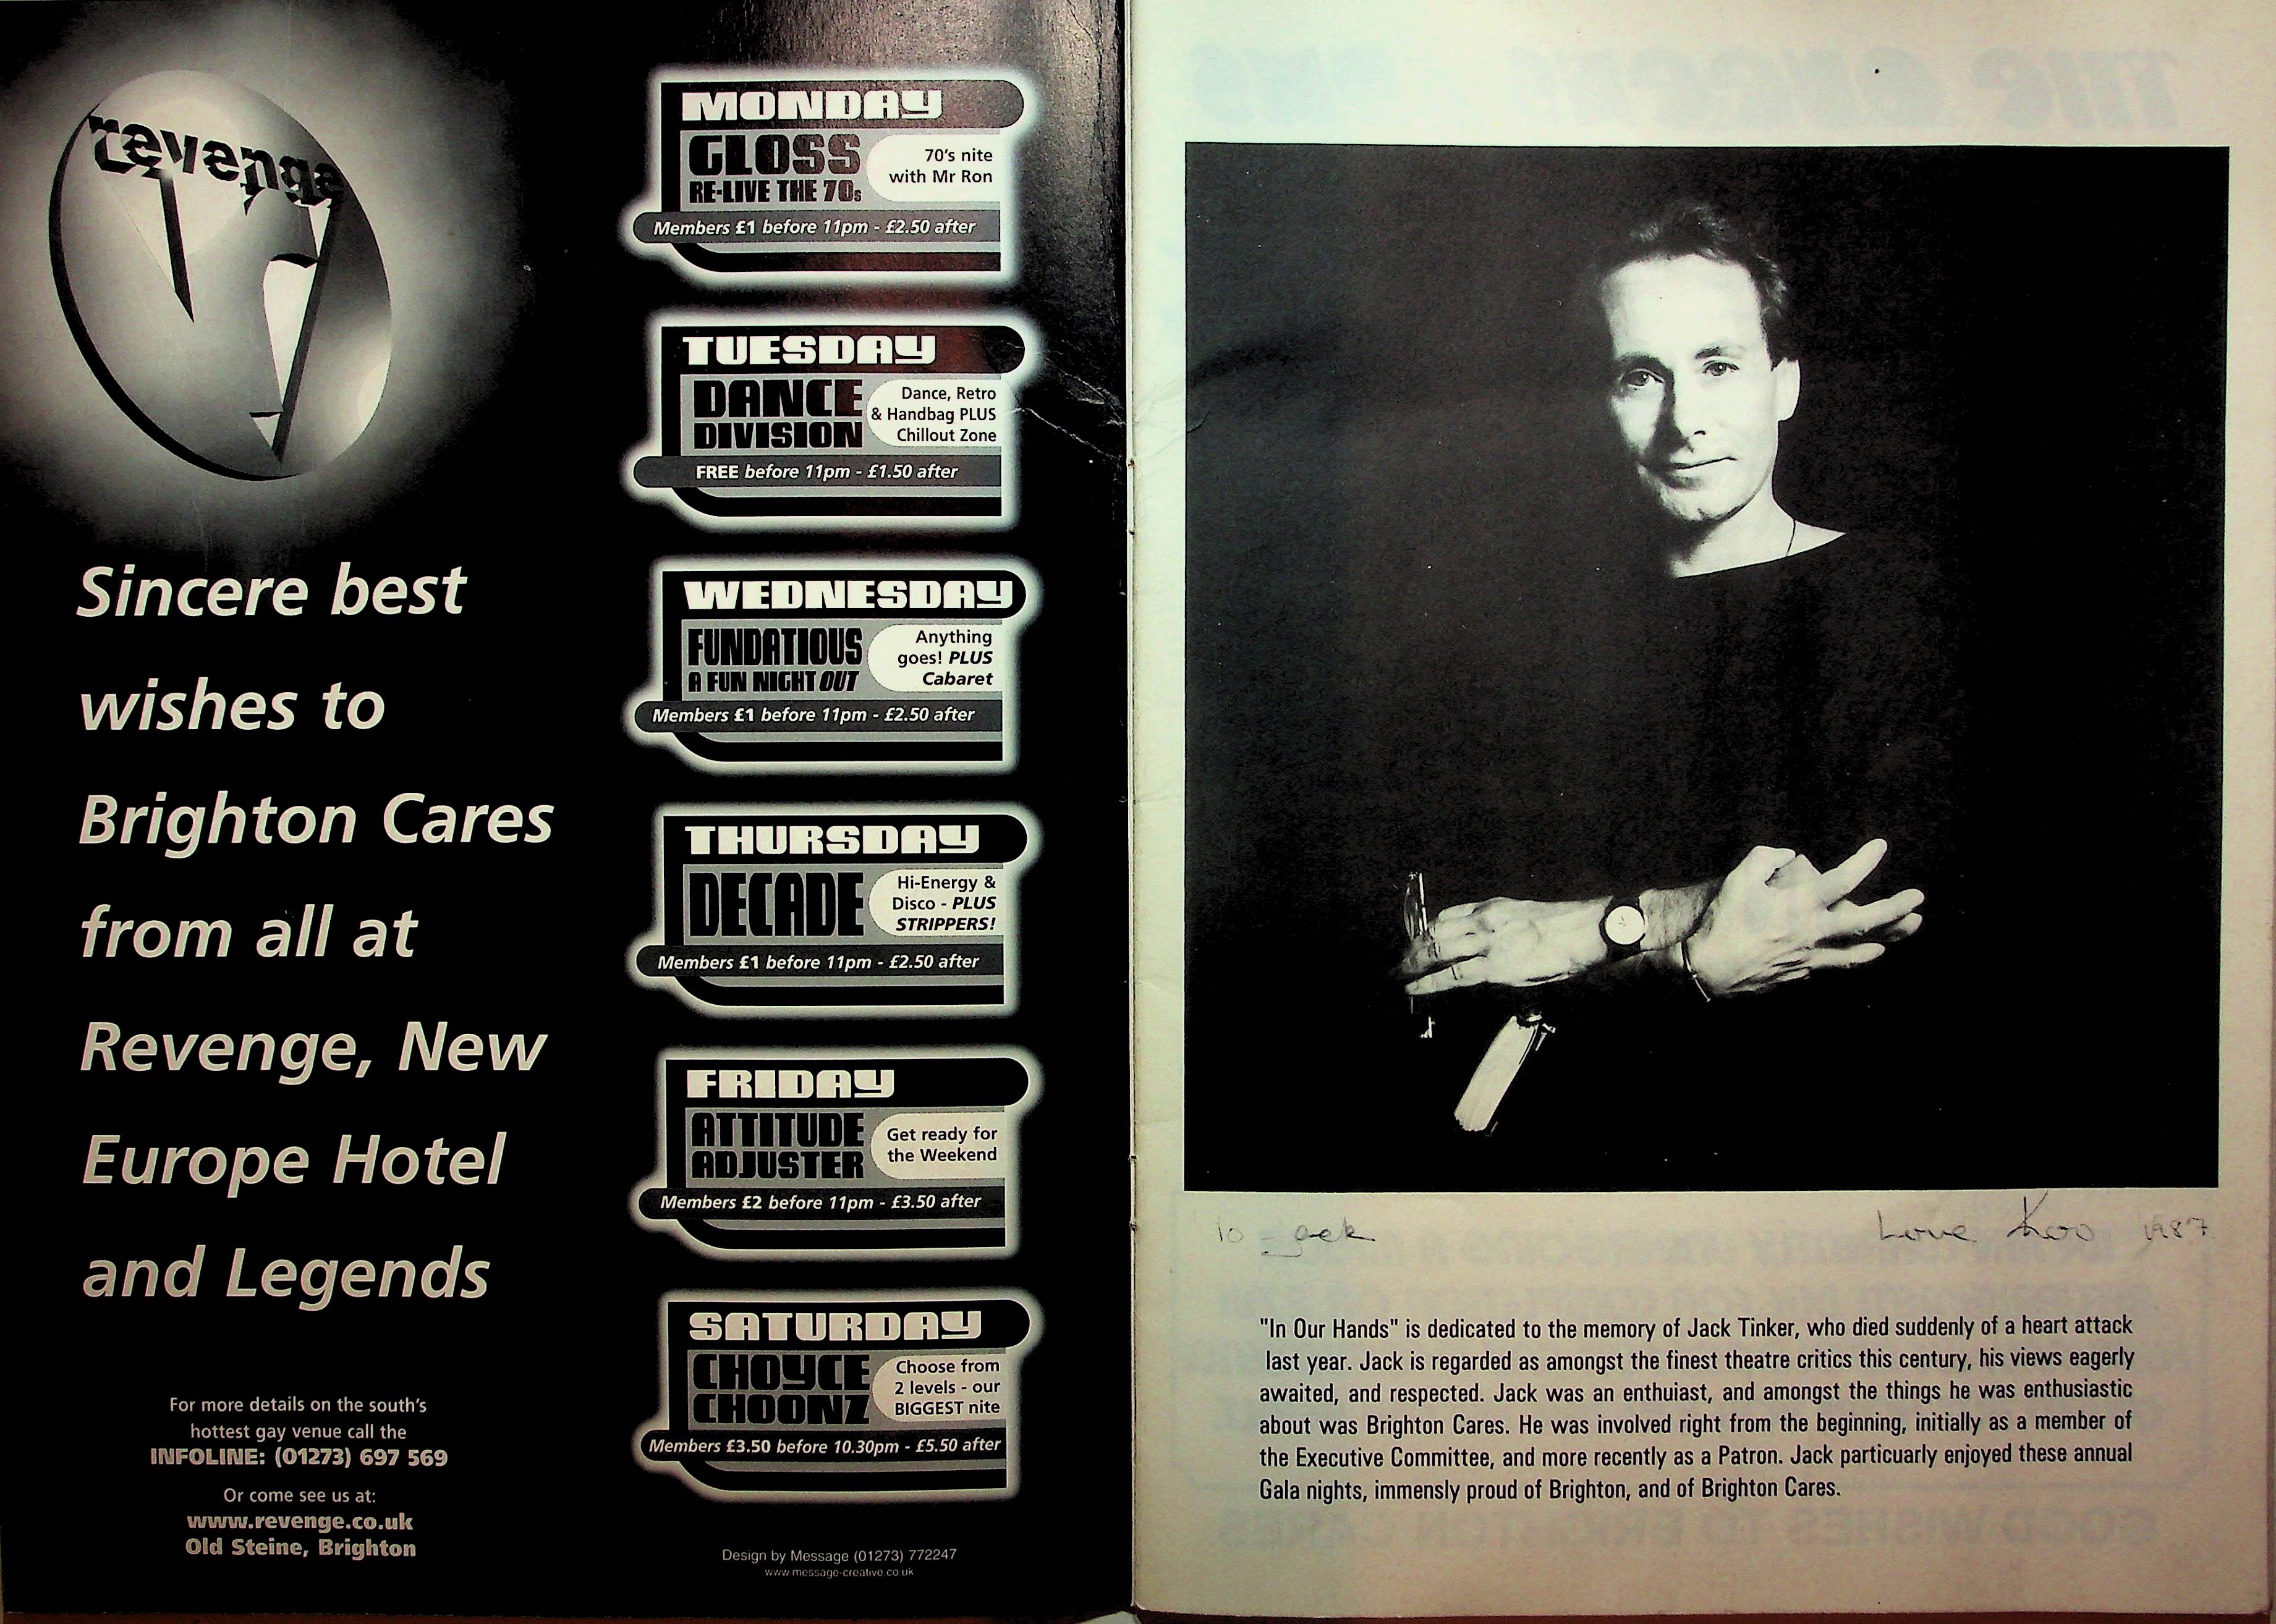 revenge
Sincere best
wishes to
Brighton Cares
from all at
Revenge, New
Europe Hotel
and Legends
For more details on the south's
hottest gay venue call the
INFOLINE: (01273) 697 569
Or come see us at:
www.revenge.co.uk
Old Steine, Brighton
MONDAY
GLOSS
RE-LIVE THE 70s
70's nite
with Mr Ron
Members £1 before 11pm - £2.50 after
TUESDAY
DANCE
DIVISION
Dance, Retro
& Handbag PLUS
Chillout Zone
FREE before 11pm - £1.50 after
WEDNESDAY
FUNDATIOUS
A FUN NIGHT OUT
Anything
goes! PLUS
Cabaret
Members £1 before 11pm - £2.50 after
THURSDAY
DECADE
Hi-Energy &
Disco - PLUS
STRIPPERS!
Members £1 before 11pm - £2.50 after
FRIDAY
ATTITUDE
ADJUSTER
Get ready for
the Weekend
Members £2 before 11pm - £3.50 after
SATURDAY
CHOYCE
CHOONZ
Choose from
2 levels - our
BIGGEST nite
Members £3.50 before 10.30pm - £5.50 after
Design by Message (01273) 772247
www.message-creative.co.uk
To Jack
Love Koo 1987
"In Our Hands" is dedicated to the memory of Jack Tinker, who died suddenly of a heart attack
last year. Jack is regarded as amongst the finest theatre critics this century, his views eagerly
awaited, and respected. Jack was an enthuiast, and amongst the things he was enthusiastic
about was Brighton Cares. He was involved right from the beginning, initially as a member of
the Executive Committee, and more recently as a Patron. Jack particuarly enjoyed these annual
Gala nights, immensly proud of Brighton, and of Brighton Cares.